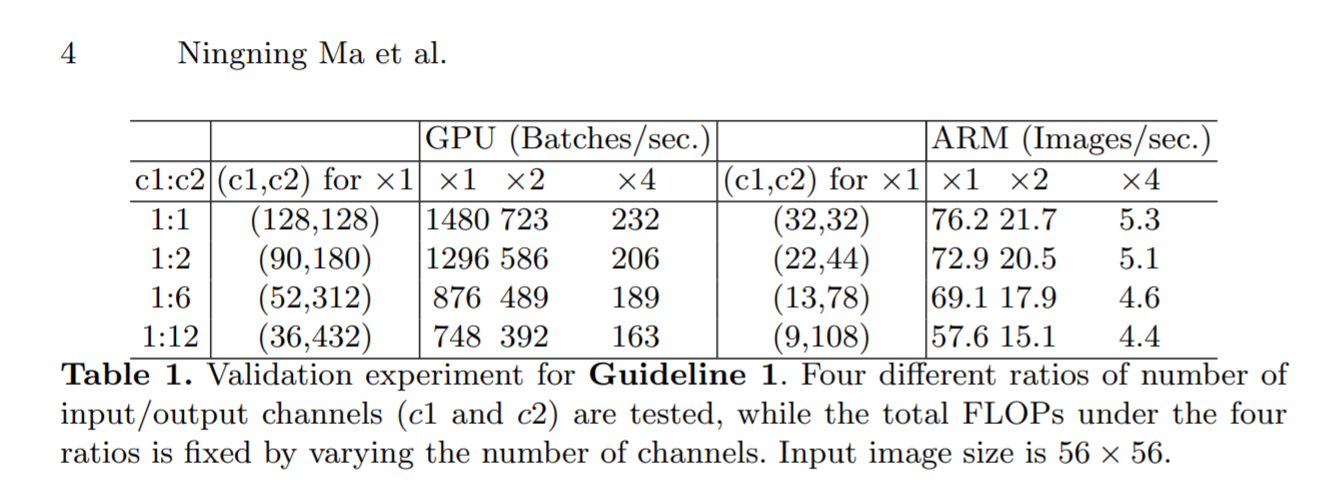 4 Ningning Ma et al.
GPU (Batches/sec.) ARM (Images/sec.)
c1:c2 (c1,c2) for ×1 ×1 ×2 ×4 (c1,c2) for ×1 ×1 ×2 ×4
1:1 (128,128) 1480 723 232 (32,32) 76.2 21.7 5.3
1:2 (90,180) 1296 586 206 (22,44) 72.9 20.5 5.1
1:6 (52,312) 876 489 189 (13,78) 69.1 17.9 4.6
1:12 (36,432) 748 392 163 (9,108) 57.6 15.1 4.4
Table 1. Validation experiment for Guideline 1. Four different ratios of number of
input/output channels (c1 and c2) are tested, while the total FLOPs under the four
ratios is fixed by varying the number of channels. Input image size is 56 × 56.